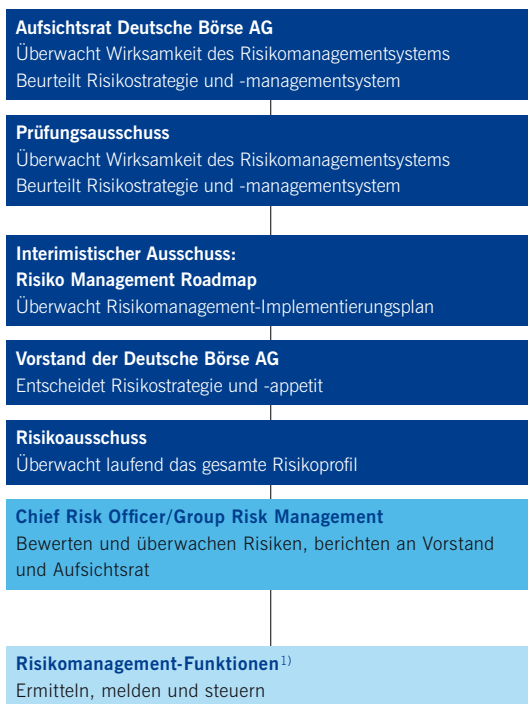 Aufsichtsrat Deutsche Börse AG
Überwacht Wirksamkeit des Risikomanagementsystems
Beurteilt Risikostrategie und -managementsystem
Prüfungsausschuss
Überwacht Wirksamkeit des Risikomanagementsystems
Beurteilt Risikostrategie und -managementsystem
Interimistischer Ausschuss:
Risiko Management Roadmap
Überwacht Risikomanagement-Implementierungsplan
Vorstand der Deutsche Börse AG
Entscheidet Risikostrategie und -appetit
Risikoausschuss
Überwacht laufend das gesamte Risikoprofil
Chief Risk Officer/Group Risk Management
Bewerten und überwachen Risiken, berichten an Vorstand
und Aufsichtsrat
Risikomanagement-Funktionen1)
Ermitteln, melden und steuern